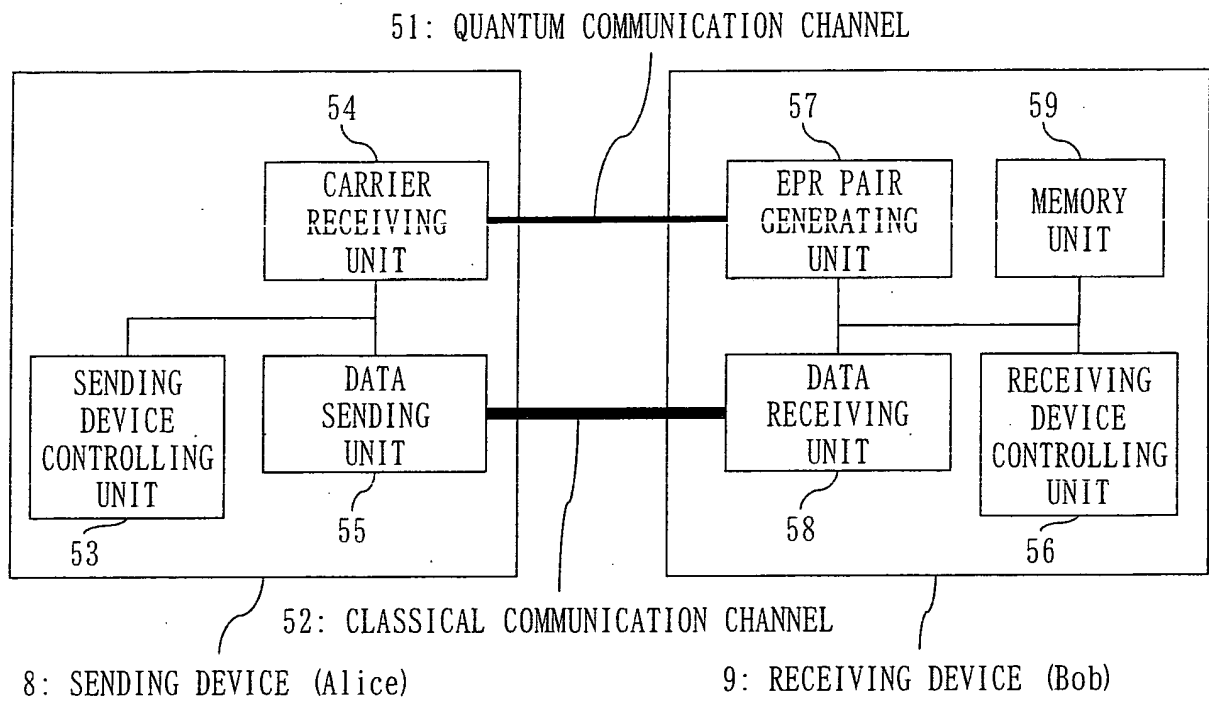 51: QUANTUM COMMUNICATION CHANNEL
54
57
59
CARRIER
RECEIVING
UNIT
EPR PAIR
GENERATING
UNIT
MEMORY
UNIT
SENDING
DEVICE
CONTROLLING
UNIT
DATA
SENDING
UNIT
DATA
RECEIVING
UNIT
RECEIVING
DEVICE
CONTROLLING
UNIT
53
55
58
56
52: CLASSICAL COMMUNICATION CHANNEL
8: SENDING DEVICE (Alice)
9: RECEIVING DEVICE (Bob)